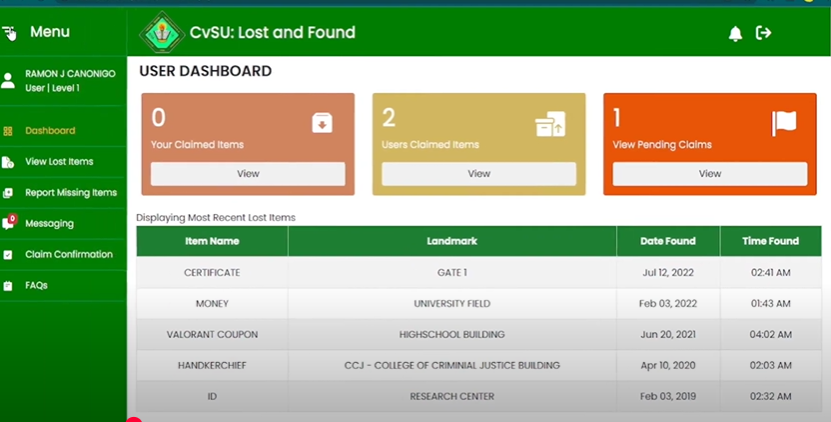 Menu
CvSU: Lost and Found
RAMON J CANONIGO
User | Level 1
Dashboard
View Lost Items
Report Missing Items
0
Messaging
Claim Confirmation
FAQs
USER DASHBOARD
0
Your Claimed Items
View
2
Users Claimed Items
View
1
View Pending Claims
View
Displaying Most Recent Lost Items
Item Name Landmark Date Found Time Found
CERTIFICATE GATE 1 Jul 12, 2022 02:41 AM
MONEY UNIVERSITY FIELD Feb 03, 2022 01:43 AM
VALORANT COUPON HIGHSCHOOL BUILDING Jun 20, 2021 04:02 AM
HANDKERCHIEF CCJ - COLLEGE OF CRIMINIAL JUSTICE BUILDING Apr 10, 2020 02:03 AM
ID RESEARCH CENTER Feb 03, 2019 02:32 AM